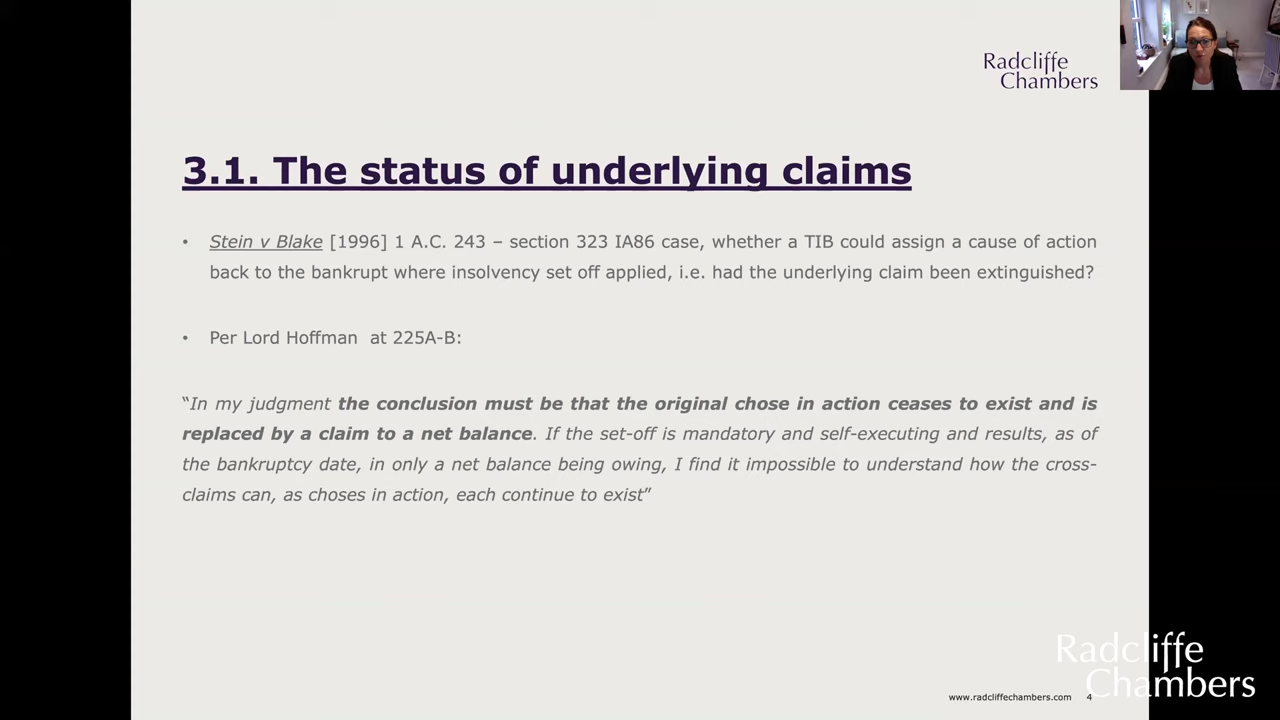 Radcliffe
Chambers
3.1. The status of underlying claims
• Stein v Blake [1996] 1 A.C. 243 – section 323 IA86 case, whether a TIB could assign a cause of action
back to the bankrupt where insolvency set off applied, i.e. had the underlying claim been extinguished?
• Per Lord Hoffman  at 225A-B:
“In my judgment the conclusion must be that the original chose in action ceases to exist and is
replaced by a claim to a net balance. If the set-off is mandatory and self-executing and results, as of
the bankruptcy date, in only a net balance being owing, I find it impossible to understand how the cross-
claims can, as choses in action, each continue to exist”
Radcliffe
Chambers
www.radcliffechambers.com 4